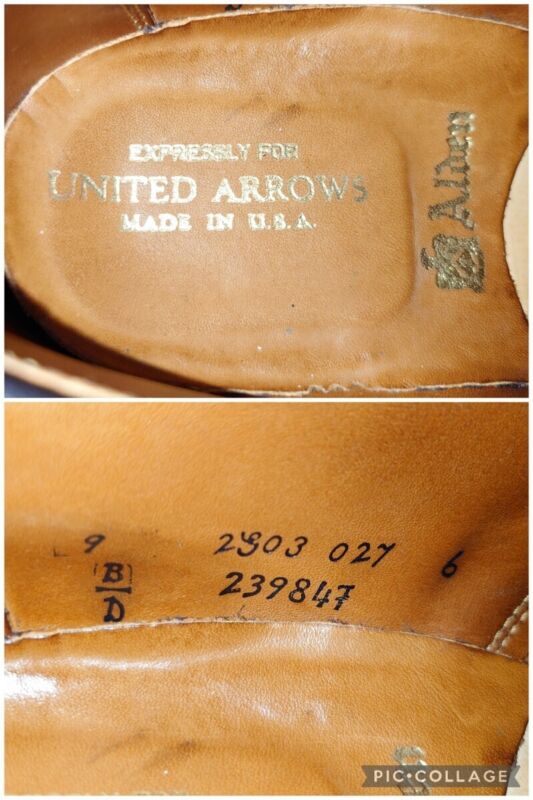 EXPRESSLY FOR
UNITED ARROWS
MADE IN U.S.A.
Alden
9 2903 027 6
B 239847
D
PIC•COLLAGE